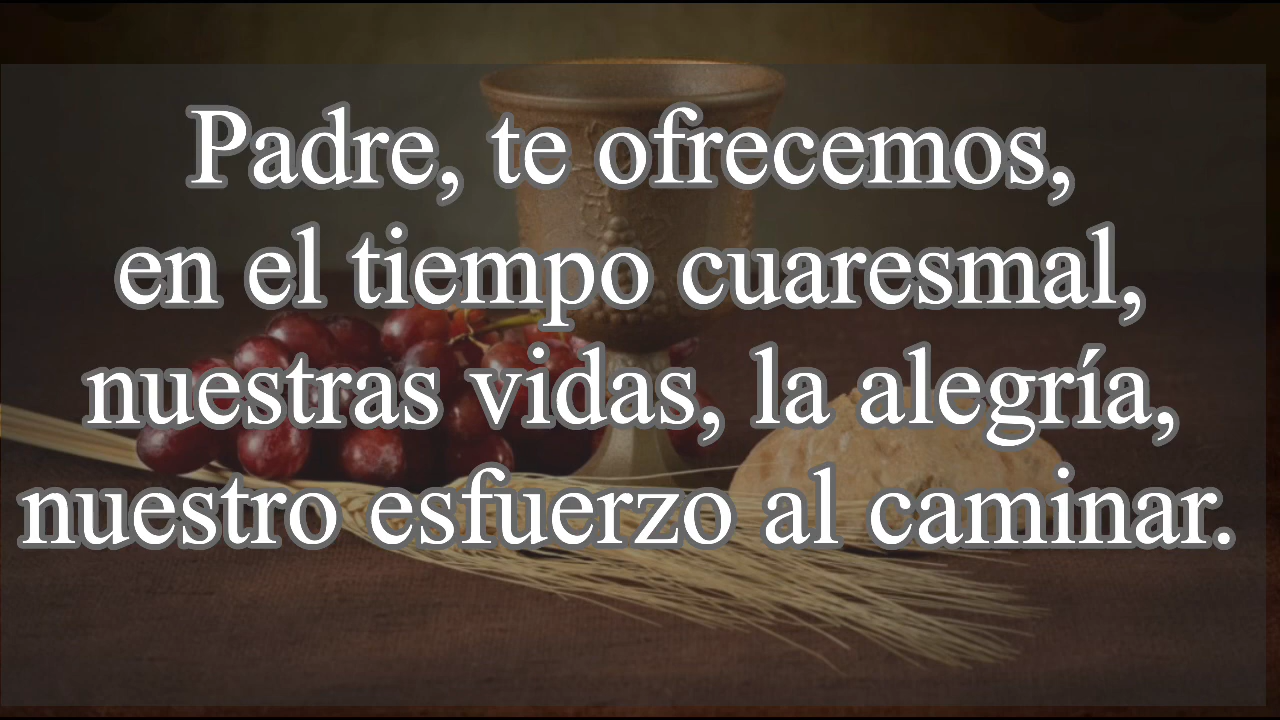 Padre, te ofrecemos,
en el tiempo cuaresmal,
nuestras vidas, la alegría,
nuestro esfuerzo al caminar.